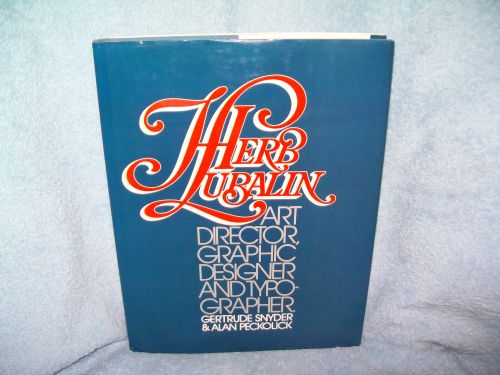 HERB
LUBALIN
ART
DIRECTOR,
GRAPHIC
DESIGNER
AND TYPO-
GRAPHER.
GERTRUDE SNYDER
& ALAN PECKOLICK